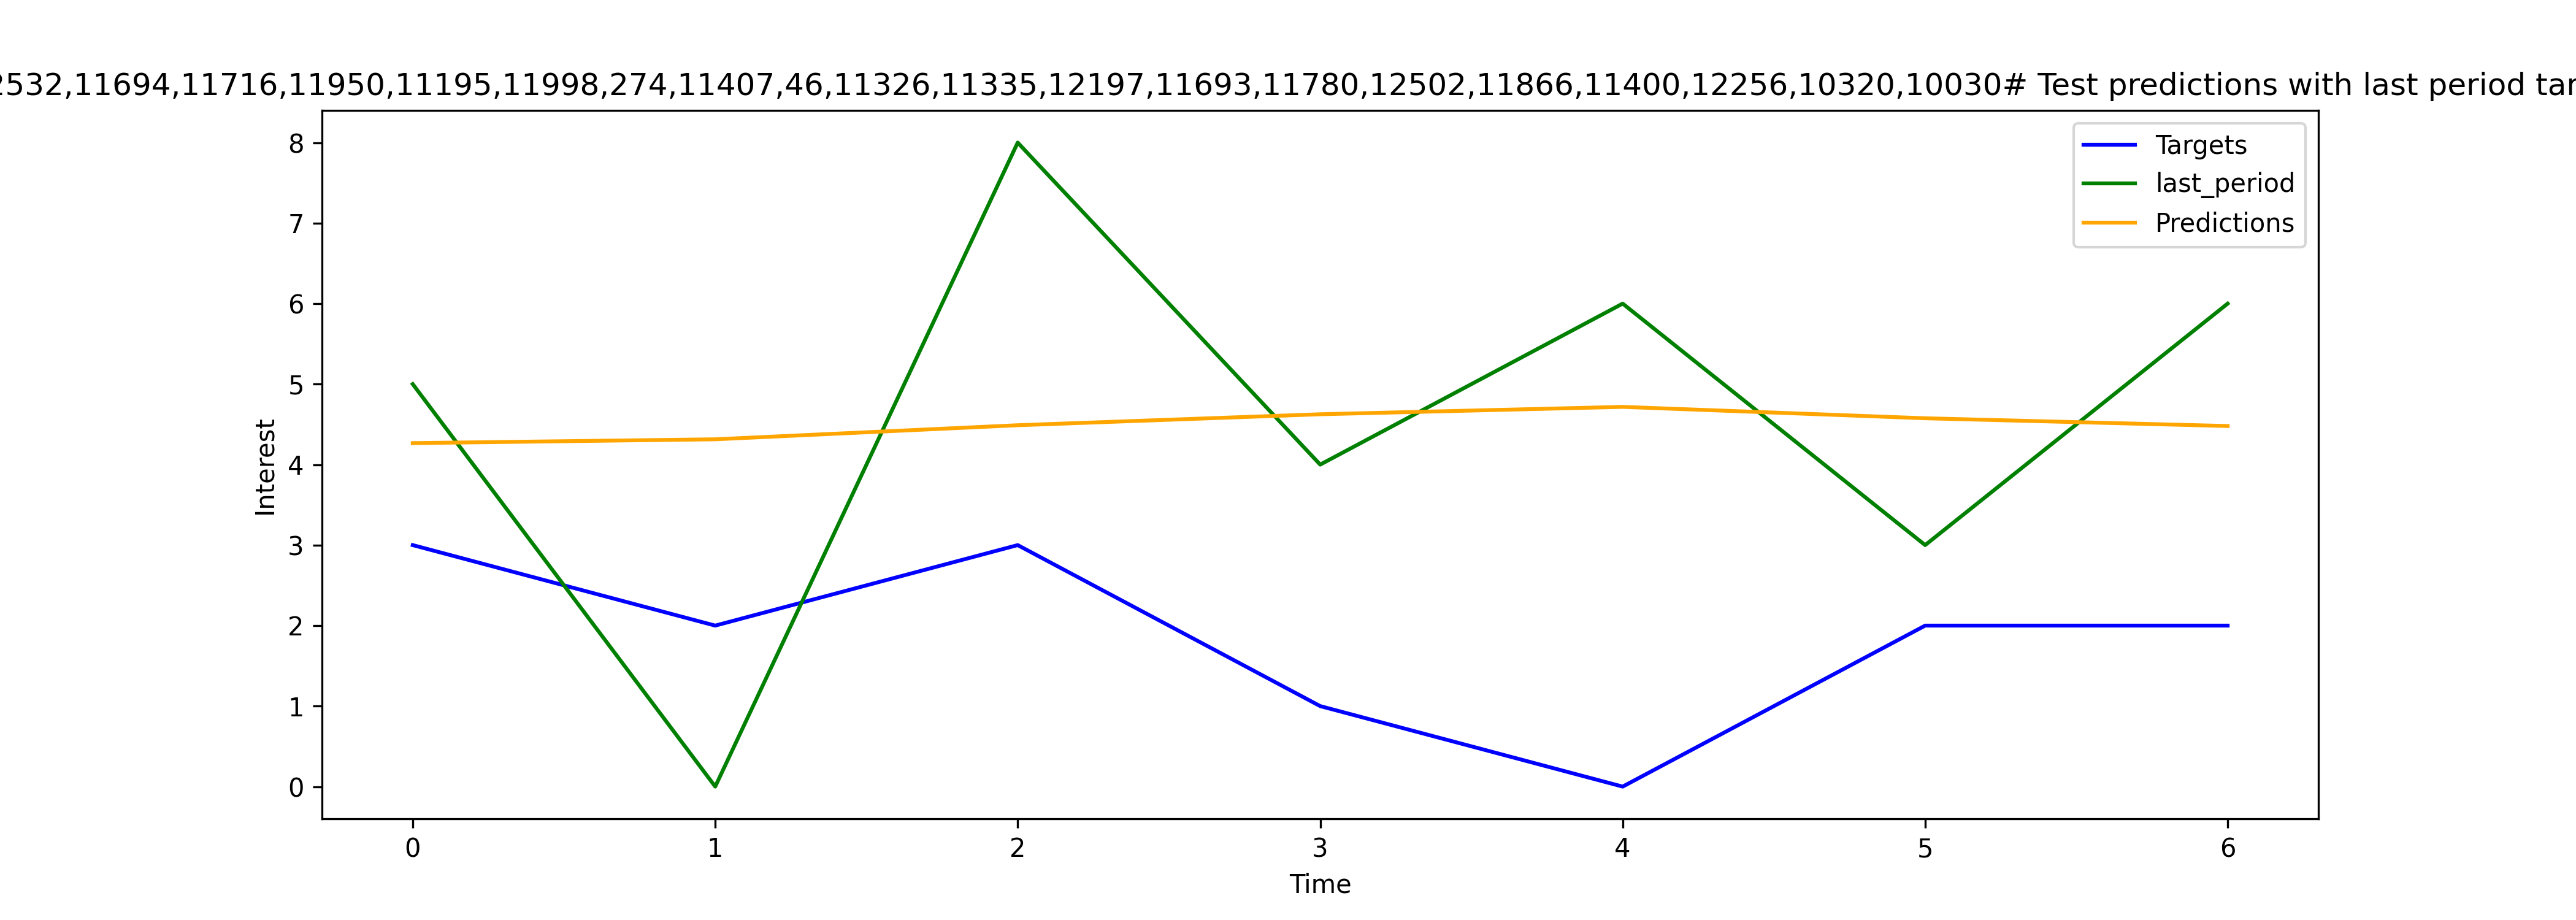 2532,11694,11716,11950,11195,11998,274,11407,46,11326,11335,12197,11693,11780,12502,11866,11400,12256,10320,10030# Test predictions with last period tar
Targets
last_period
Predictions
8
7
6
5
4
3
2
1
0
Interest
0 1 2 3 4 5 6
Time